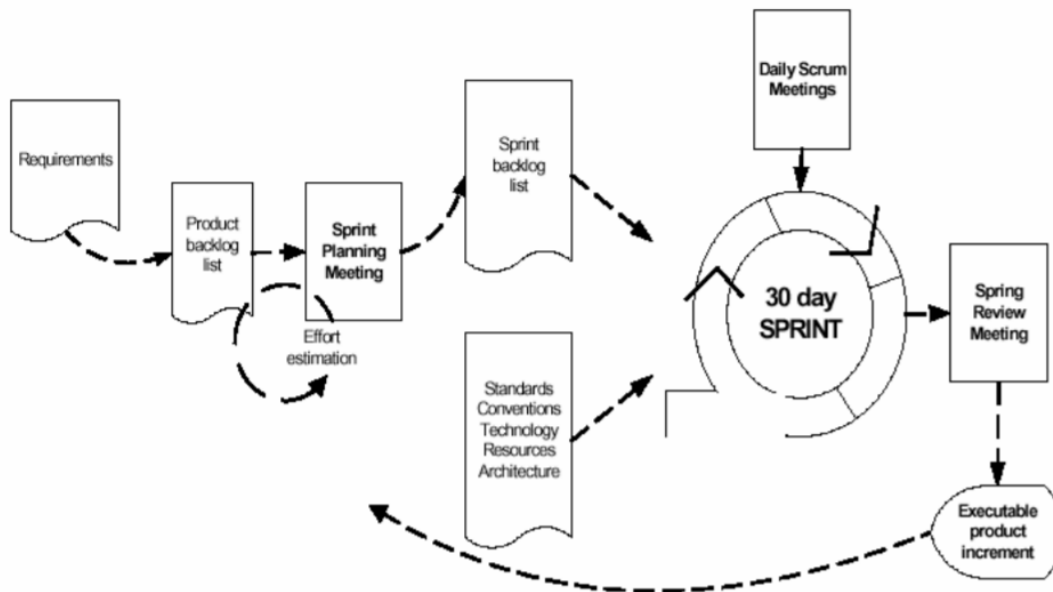 Requirements
Product
backlog
list
Sprint
Planning
Meeting
Effort
estimation
Sprint
backlog
list
Standards
Conventions
Technology
Resources
Architecture
Daily Scrum
Meetings
30 day
SPRINT
Spring
Review
Meeting
Executable
product
increment